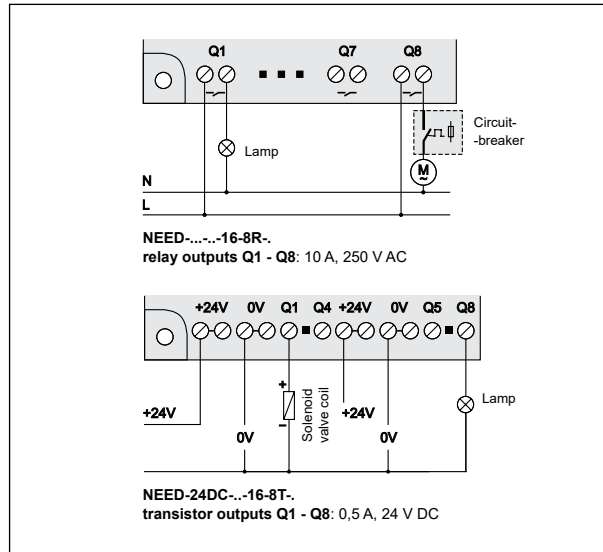 Q1 Q7 Q8
Circuit-
-breaker
Lamp
M
~
N
L
NEED-...-..-16-8R-.
relay outputs Q1 - Q8: 10 A, 250 V AC
+24V 0V Q1 Q4 +24V 0V Q5 Q8
+
-
Solenoid
valve coil
Lamp
+24V
+24V
0V
0V
NEED-24DC-..-16-8T-.
transistor outputs Q1 - Q8: 0,5 A, 24 V DC